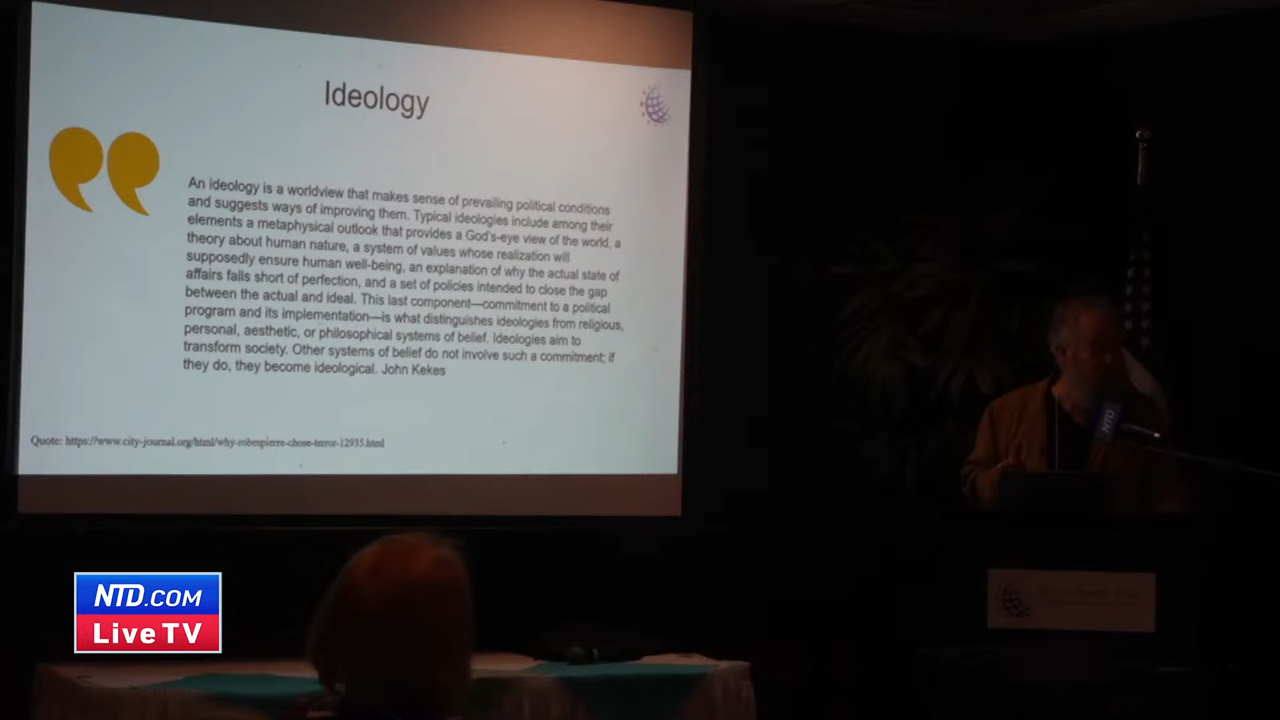 Ideology
An ideology is a worldview that makes sense of prevailing political conditions
and suggests ways of improving them. Typical ideologies include among their
elements a metaphysical outlook that provides a God's-eye view of the world, a
theory about human nature, a system of values whose realization will
supposedly ensure human well-being, an explanation of why the actual state of
affairs falls short of perfection, and a set of policies intended to close the gap
between the actual and ideal. This last component—commitment to a political
program and its implementation—is what distinguishes ideologies from religious,
personal, aesthetic, or philosophical systems of belief. Ideologies aim to
transform society. Other systems of belief do not involve such a commitment; if
they do, they become ideological. John Kekes
Quote: https://www.city-journal.org/html/why-robespierre-chose-terror-12935.html
NTD
NTD.COM
Live TV